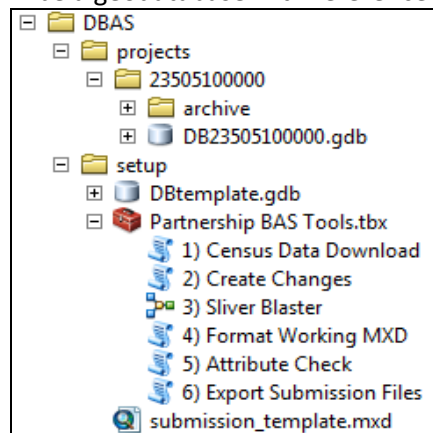 DBAS
projects
23505100000
archive
DB23505100000.gdb
setup
DBtemplate.gdb
Partnership BAS Tools.tbx
1) Census Data Download
2) Create Changes
3) Sliver Blaster
4) Format Working MXD
5) Attribute Check
6) Export Submission Files
submission_template.mxd